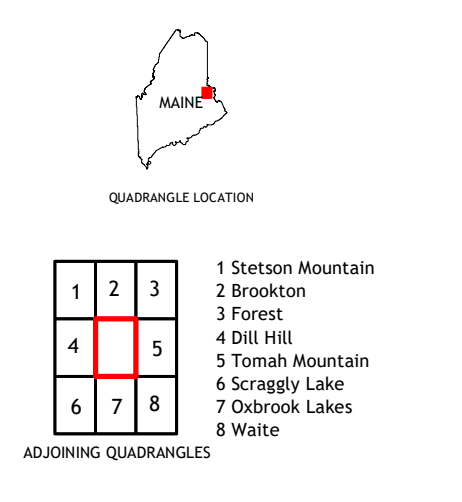 MAINE
QUADRANGLE LOCATION
1 2 3
4 5
6 7 8
1 Stetson Mountain
2 Brookton
3 Forest
4 Dill Hill
5 Tomah Mountain
6 Scraggly Lake
7 Oxbrook Lakes
8 Waite
ADJOINING QUADRANGLES